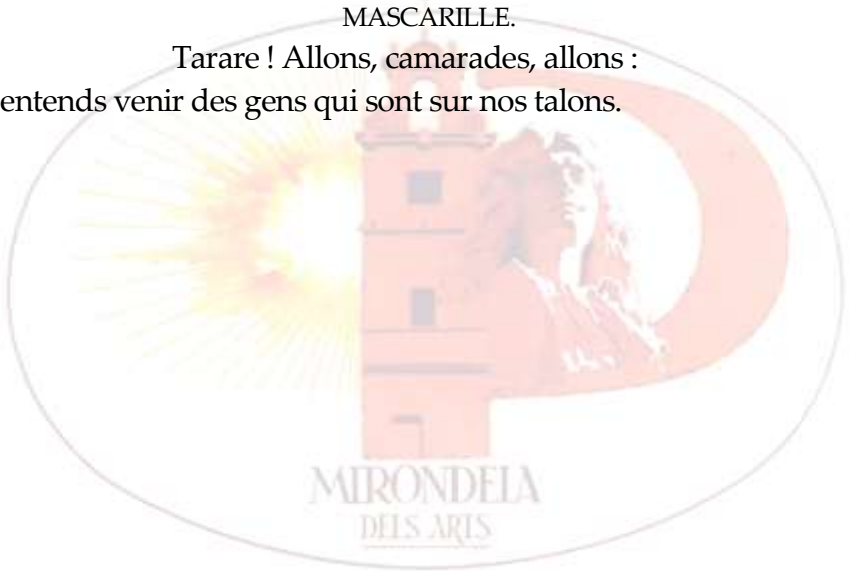 MASCARILLE.
Tarare ! Allons, camarades, allons :
entends venir des gens qui sont sur nos talons.
MIRONDELA
DELS ARTS